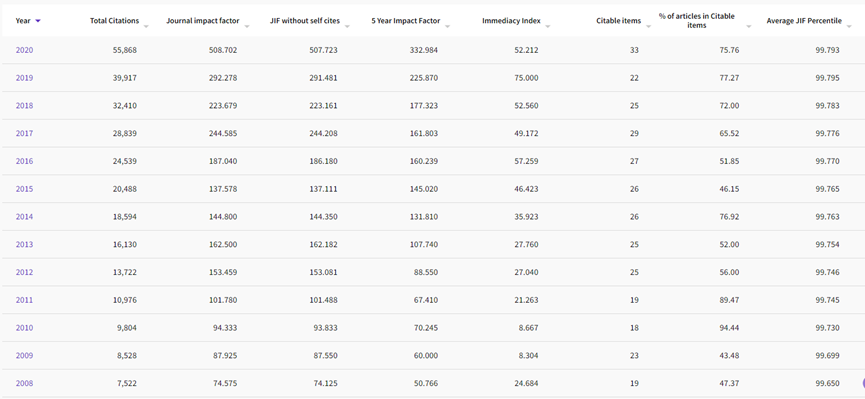 Year Total Citations Journal impact factor JIF without self cites 5 Year Impact Factor Immediacy Index Citable items % of articles in Citable items Average JIF Percentile
2020 55,868 508.702 507.723 332.984 52.212 33 75.76 99.793
2019 39,917 292.278 291.481 225.870 75.000 22 77.27 99.795
2018 32,410 223.679 223.161 177.323 52.560 25 72.00 99.783
2017 28,839 244.585 244.208 161.803 49.172 29 65.52 99.776
2016 24,539 187.040 186.180 160.239 57.259 27 51.85 99.770
2015 20,488 137.578 137.111 145.020 46.423 26 46.15 99.765
2014 18,594 144.800 144.350 131.810 35.923 26 76.92 99.763
2013 16,130 162.500 162.182 107.740 27.760 25 52.00 99.754
2012 13,722 153.459 153.081 88.550 27.040 25 56.00 99.746
2011 10,976 101.780 101.488 67.410 21.263 19 89.47 99.745
2010 9,804 94.333 93.833 70.245 8.667 18 94.44 99.730
2009 8,528 87.925 87.550 60.000 8.304 23 43.48 99.699
2008 7,522 74.575 74.125 50.766 24.684 19 47.37 99.650